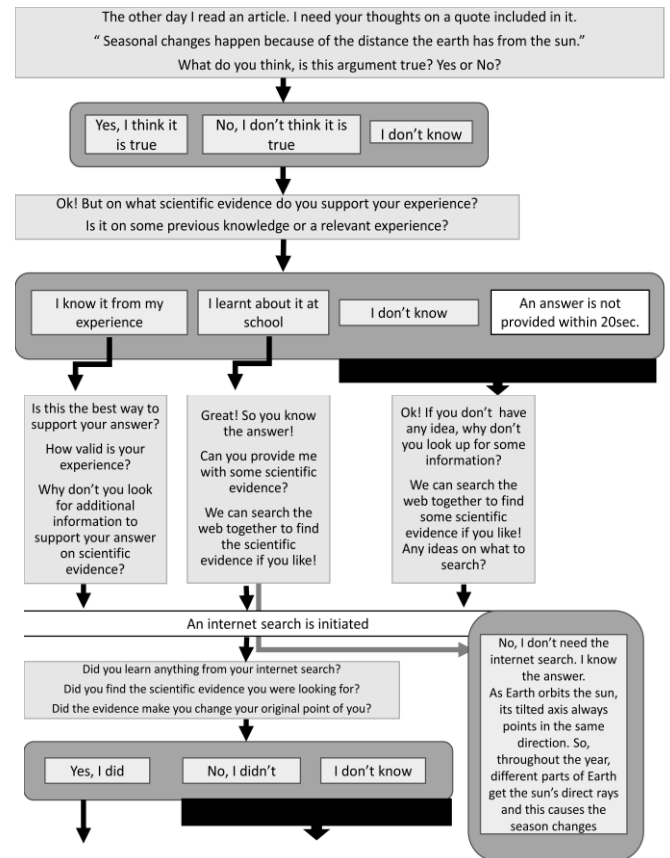 The other day I read an article. I need your thoughts on a quote included in it.
“ Seasonal changes happen because of the distance the earth has from the sun.”
What do you think, is this argument true? Yes or No?
Yes, I think it
is true
No, I don’t think it is
true
I don’t know
Ok! But on what scientific evidence do you support your experience?
Is it on some previous knowledge or a relevant experience?
I know it from my
experience
I learnt about it at
school
I don’t know
An answer is not
provided within 20sec.
Is this the best way to
support your answer?
How valid is your
experience?
Why don’t you look
for additional
information to
support your answer
on scientific
evidence?
Great! So you know
the answer!
Can you provide me
with some scientific
evidence?
We can search the
web together to find
the scientific
evidence if you like!
Ok! If you don’t have
any idea, why don’t
you look up for some
information?
We can search the
web together to find
some scientific
evidence if you like!
Any ideas on what to
search?
An internet search is initiated
No, I don’t need the
internet search. I know
the answer.
As Earth orbits the sun,
its tilted axis always
points in the same
direction. So,
throughout the year,
different parts of Earth
get the sun’s direct rays
and this causes the
season changes
Did you learn anything from your internet search?
Did you find the scientific evidence you were looking for?
Did the evidence make you change your original point of you?
Yes, I did
No, I didn’t
I don’t know